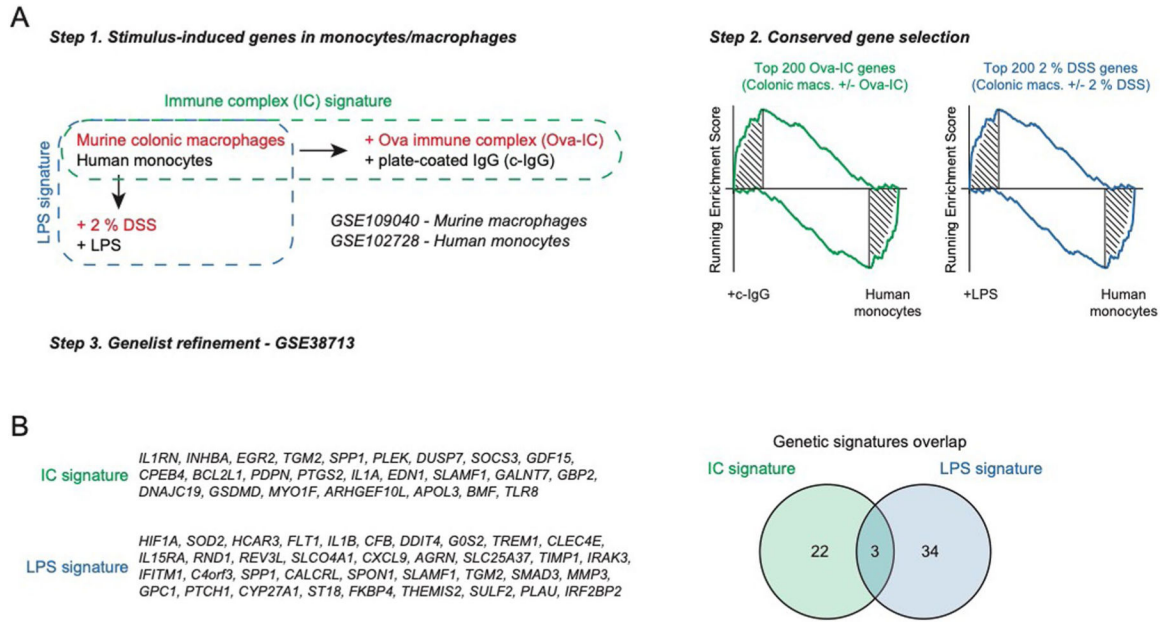 A
Step 1. Stimulus-induced genes in monocytes/macrophages
Immune complex (IC) signature
LPS signature
Murine colonic macrophages
Human monocytes
+ Ova immune complex (Ova-IC)
+ plate-coated IgG (c-IgG)
+ 2 % DSS
+ LPS
GSE109040 - Murine macrophages
GSE102728 - Human monocytes
Step 2. Conserved gene selection
Top 200 Ova-IC genes
(Colonic macs. +/- Ova-IC)
Running Enrichment Score
+c-IgG
Human
monocytes
Top 200 2 % DSS genes
(Colonic macs. +/- 2 % DSS)
Running Enrichment Score
+LPS
Human
monocytes
Step 3. Genelist refinement - GSE38713
B
IC signature
IL1RN, INHBA, EGR2, TGM2, SPP1, PLEK, DUSP7, SOCS3, GDF15,
CPEB4, BCL2L1, PDPN, PTGS2, IL1A, EDN1, SLAMF1, GALNT7, GBP2,
DNAJC19, GSDMD, MYO1F, ARHGEF10L, APOL3, BMF, TLR8
LPS signature
HIF1A, SOD2, HCAR3, FLT1, IL1B, CFB, DDIT4, G0S2, TREM1, CLEC4E,
IL15RA, RND1, REV3L, SLCO4A1, CXCL9, AGRN, SLC25A37, TIMP1, IRAK3,
IFITM1, C4orf3, SPP1, CALCRL, SPON1, SLAMF1, TGM2, SMAD3, MMP3,
GPC1, PTCH1, CYP27A1, ST18, FKBP4, THEMIS2, SULF2, PLAU, IRF2BP2
Genetic signatures overlap
IC signature
LPS signature
22
3
34